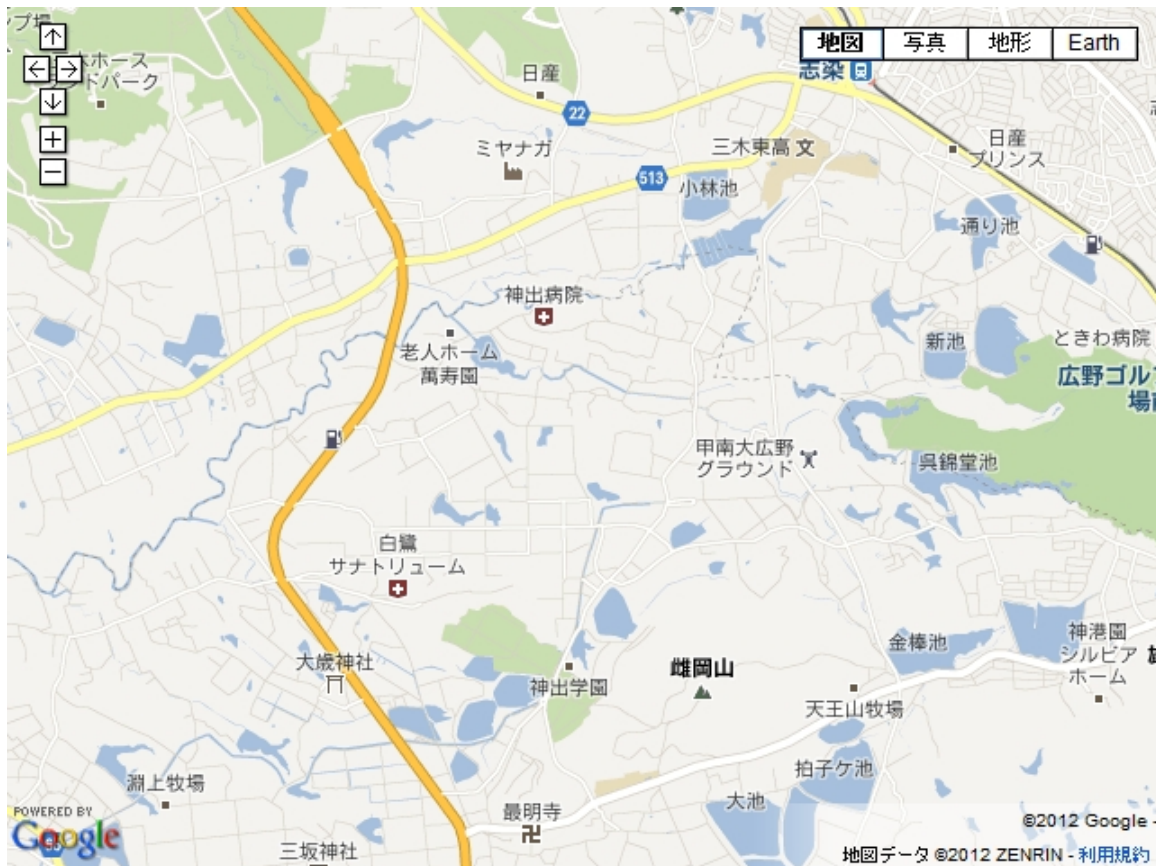 ンプ場
地図 写真 地形 Earth
木ホース
ドパーク
日産
志染
22
三木東高
日産
プリンス
ミヤナガ
513
小林池
通り池
神出病院
老人ホーム
萬寿園
新池
ときわ病院
広野ゴルフ
場前
甲南大広野
グラウンド
呉錦堂池
白鷺
サナトリューム
大歳神社
神出学園
雌岡山
金棒池
神港園
シルビア
ホーム
天王山牧場
淵上牧場
拍子ケ池
大池
最明寺
三坂神社
POWERED BY
Google
©2012 Google -
地図データ ©2012 ZENRIN - 利用規約